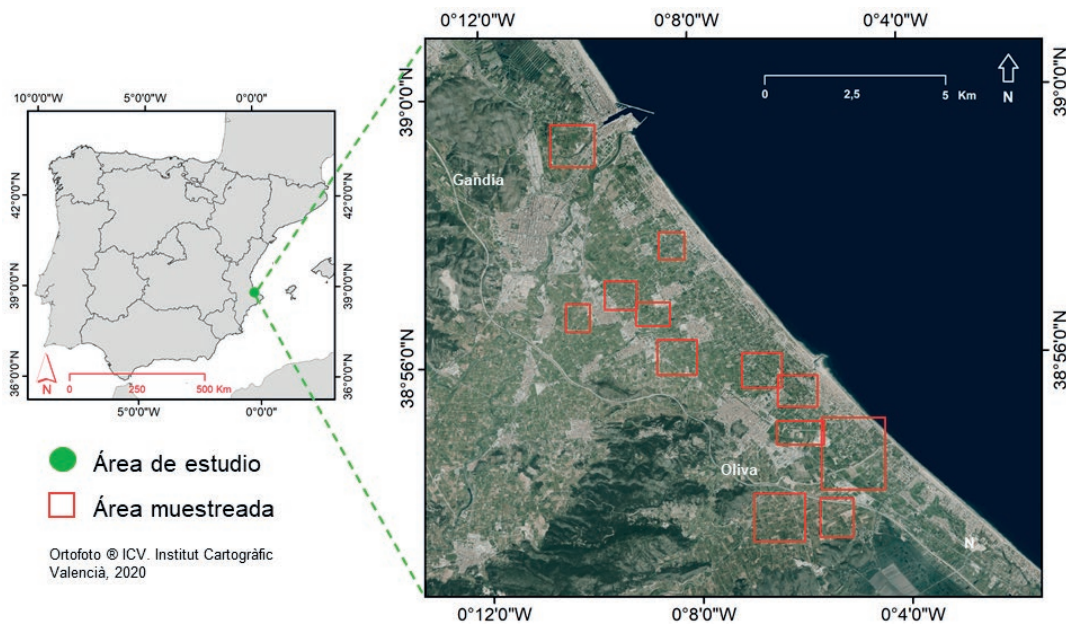 0°12'0"W 0°8'0"W 0°4'0"W
10°0'0"W 5°0'0"W 0°0'0"
42°0'0"N
39°0'0"N
36°0'0"N
42°0'0"N
39°0'0"N
36°0'0"N
N
0 250 500 Km
5°0'0"W 0°0'0"
Área de estudio
Área muestreada
Ortofoto ® ICV. Institut Cartogràfic
Valencià, 2020
39°0'0"N
38°56'0"N
0 2,5 5 Km
N
Gandia
Oliva
N
39°0'0"N
38°56'0"N
0°12'0"W 0°8'0"W 0°4'0"W